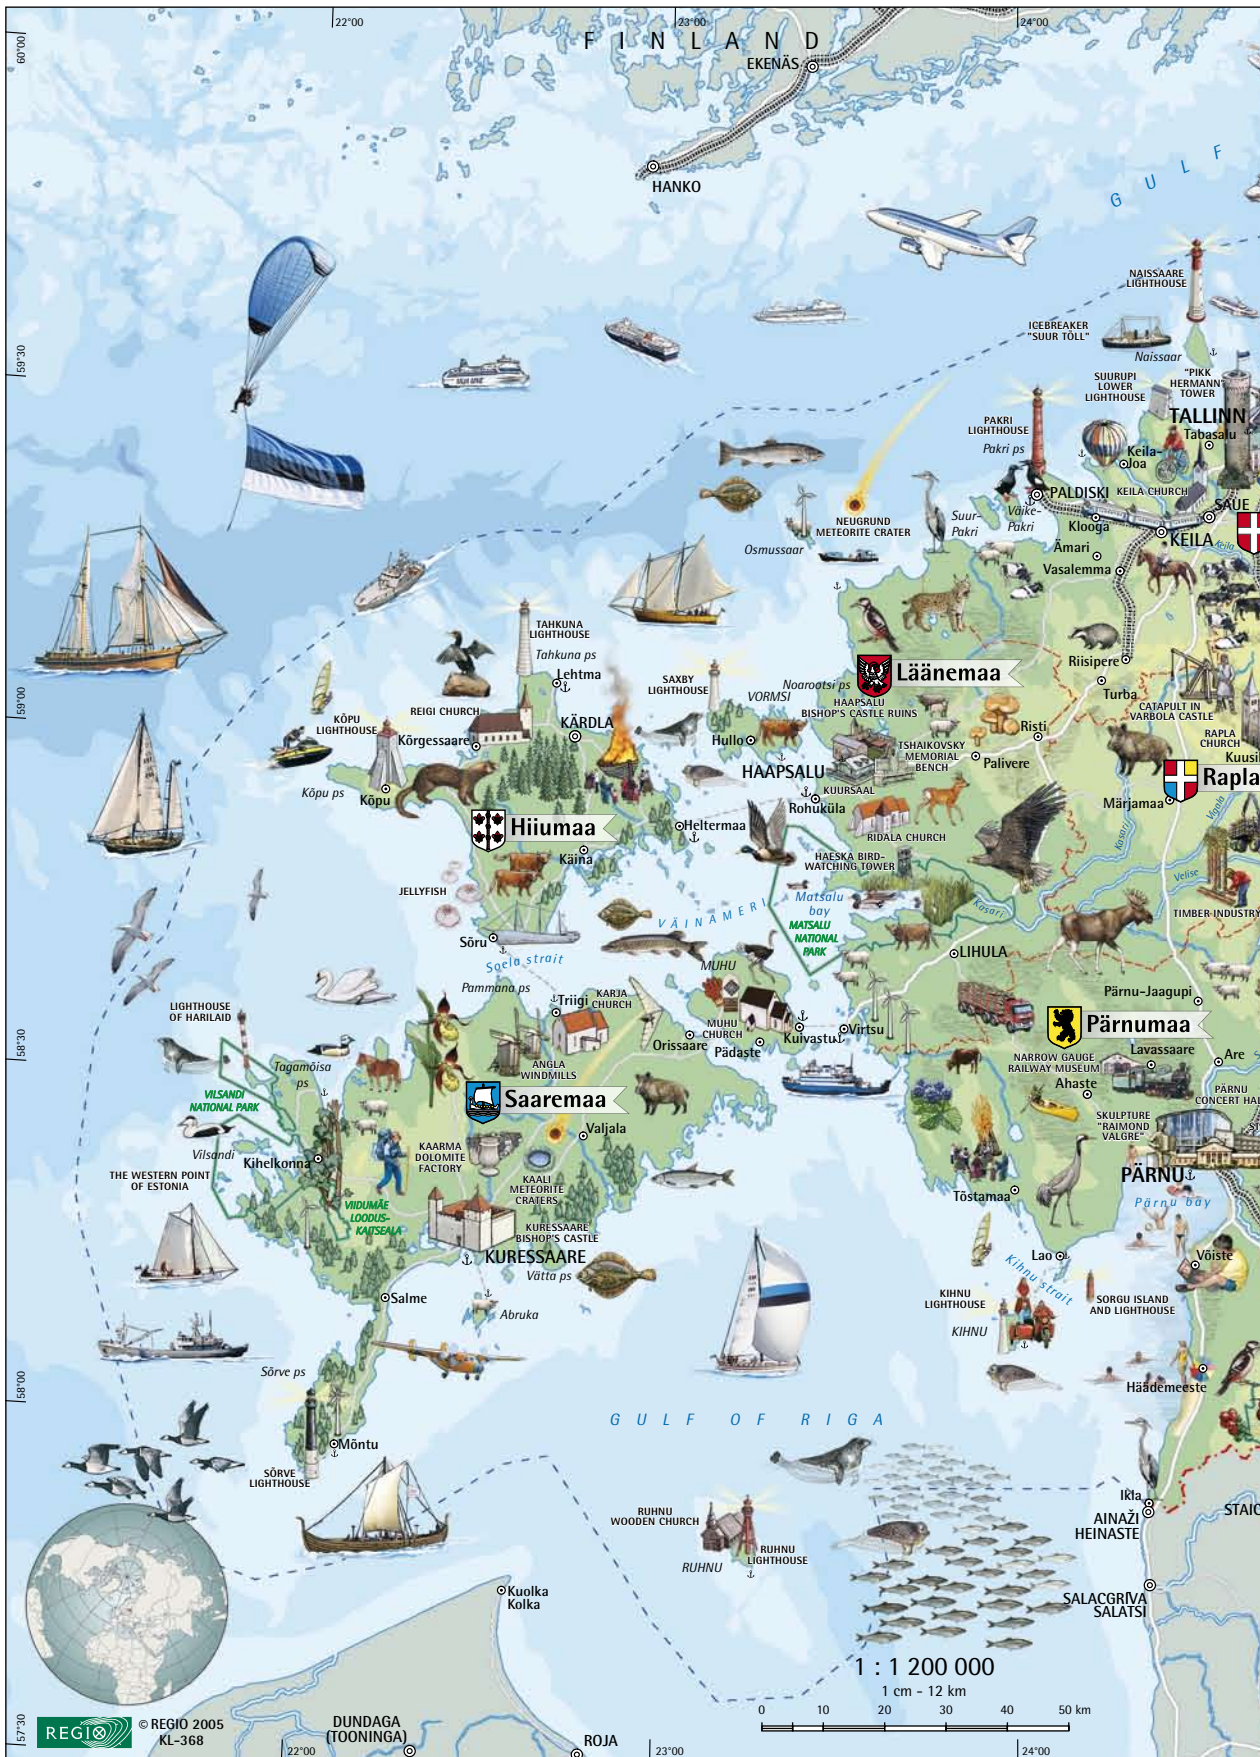 22°00
23°00
24°00
60°00
FINLAND
EKENÄS
HANKO
GULF
NAISSAARE
LIGHTHOUSE
ICEBREAKER
"SUUR TÕLL"
Naissaar
59°30
SUURUPI
LOWER
LIGHTHOUSE
"PIKK
HERMANN"
TOWER
TALLINN
Tabasalu
PAKRI
LIGHTHOUSE
Pakri ps
Keila-
Joa
PALDISKI
KEILA CHURCH
SAUE
NEUGRUND
METEORITE CRATER
Osmussaar
Suur-
Pakri
Väike-
Pakri
Klooga
KEILA
Keila
Ämari
Vasalemma
TAHKUNA
LIGHTHOUSE
Tahkuna ps
Lehtma
SAXBY
LIGHTHOUSE
VORMSI
Noarootsi ps
Läänemaa
HAAPSALU
BISHOP'S CASTLE RUINS
Riisipere
Turba
CATAPULT IN
VARBOLA CASTLE
59°00
KÕPU
LIGHTHOUSE
REIGI CHURCH
KÄRDLA
Kõrgessaare
Hullo
TSHAIKOVSKY
MEMORIAL
BENCH
Risti
Palivere
RAPLA
CHURCH
Kuusi
Rapla
HAAPSALU
KUURSAAL
Kõpu ps
Kõpu
Rohuküla
Märjamaa
Hiiumaa
Heltermaa
RIDALA CHURCH
Kasari
Vigala
Käina
HAESKA BIRD-
WATCHING TOWER
Velise
JELLYFISH
VÄINAMERI
Matsalu
bay
MATSALU
NATIONAL
PARK
Kasari
TIMBER INDUSTRY
Sõru
Soela strait
LIHULA
MUHU
Pammana ps
Triigi
KARJA
CHURCH
Pärnu-Jaagupi
LIGHTHOUSE
OF HARILAID
MUHU
CHURCH
Kuivastu
Virtsu
Pärnumaa
Orissaare
Pädaste
58°30
Tagamõisa
ps
ANGLA
WINDMILLS
NARROW GAUGE
RAILWAY MUSEUM
Lavassaare
Are
Ahaste
VILSANDI
NATIONAL PARK
Saaremaa
PÄRNU
CONCERT HAL
SKULPTURE
"RAIMOND
VALGRE"
Valjala
Vilsandi
Kihelkonna
KAARMA
DOLOMITE
FACTORY
KAALI
METEORITE
CRATERS
THE WESTERN POINT
OF ESTONIA
PÄRNU
Pärnu bay
Tõstamaa
VIIDUMÄE
LOODUS-
KAITSEALA
KURESSAARE
BISHOP'S CASTLE
KURESSAARE
Vätta ps
Lao
Kihnu strait
Võiste
Salme
Abruka
KIHNU
LIGHTHOUSE
KIHNU
SORGU ISLAND
AND LIGHTHOUSE
Sõrve ps
Häädemeeste
58°00
GULF OF RIGA
Mõntu
SÕRVE
LIGHTHOUSE
RUHNU
WOODEN CHURCH
RUHNU
RUHNU
LIGHTHOUSE
Ikla
AINAŽI
HEINASTE
STAIC
Kuolka
Kolka
SALACGRĪVA
SALATSI
1 : 1 200 000
1 cm - 12 km
0 10 20 30 40 50 km
57°30
REGIO
© REGIO 2005
KL-368
DUNDAGA
(TOONINGA)
ROJA
22°00
23°00
24°00